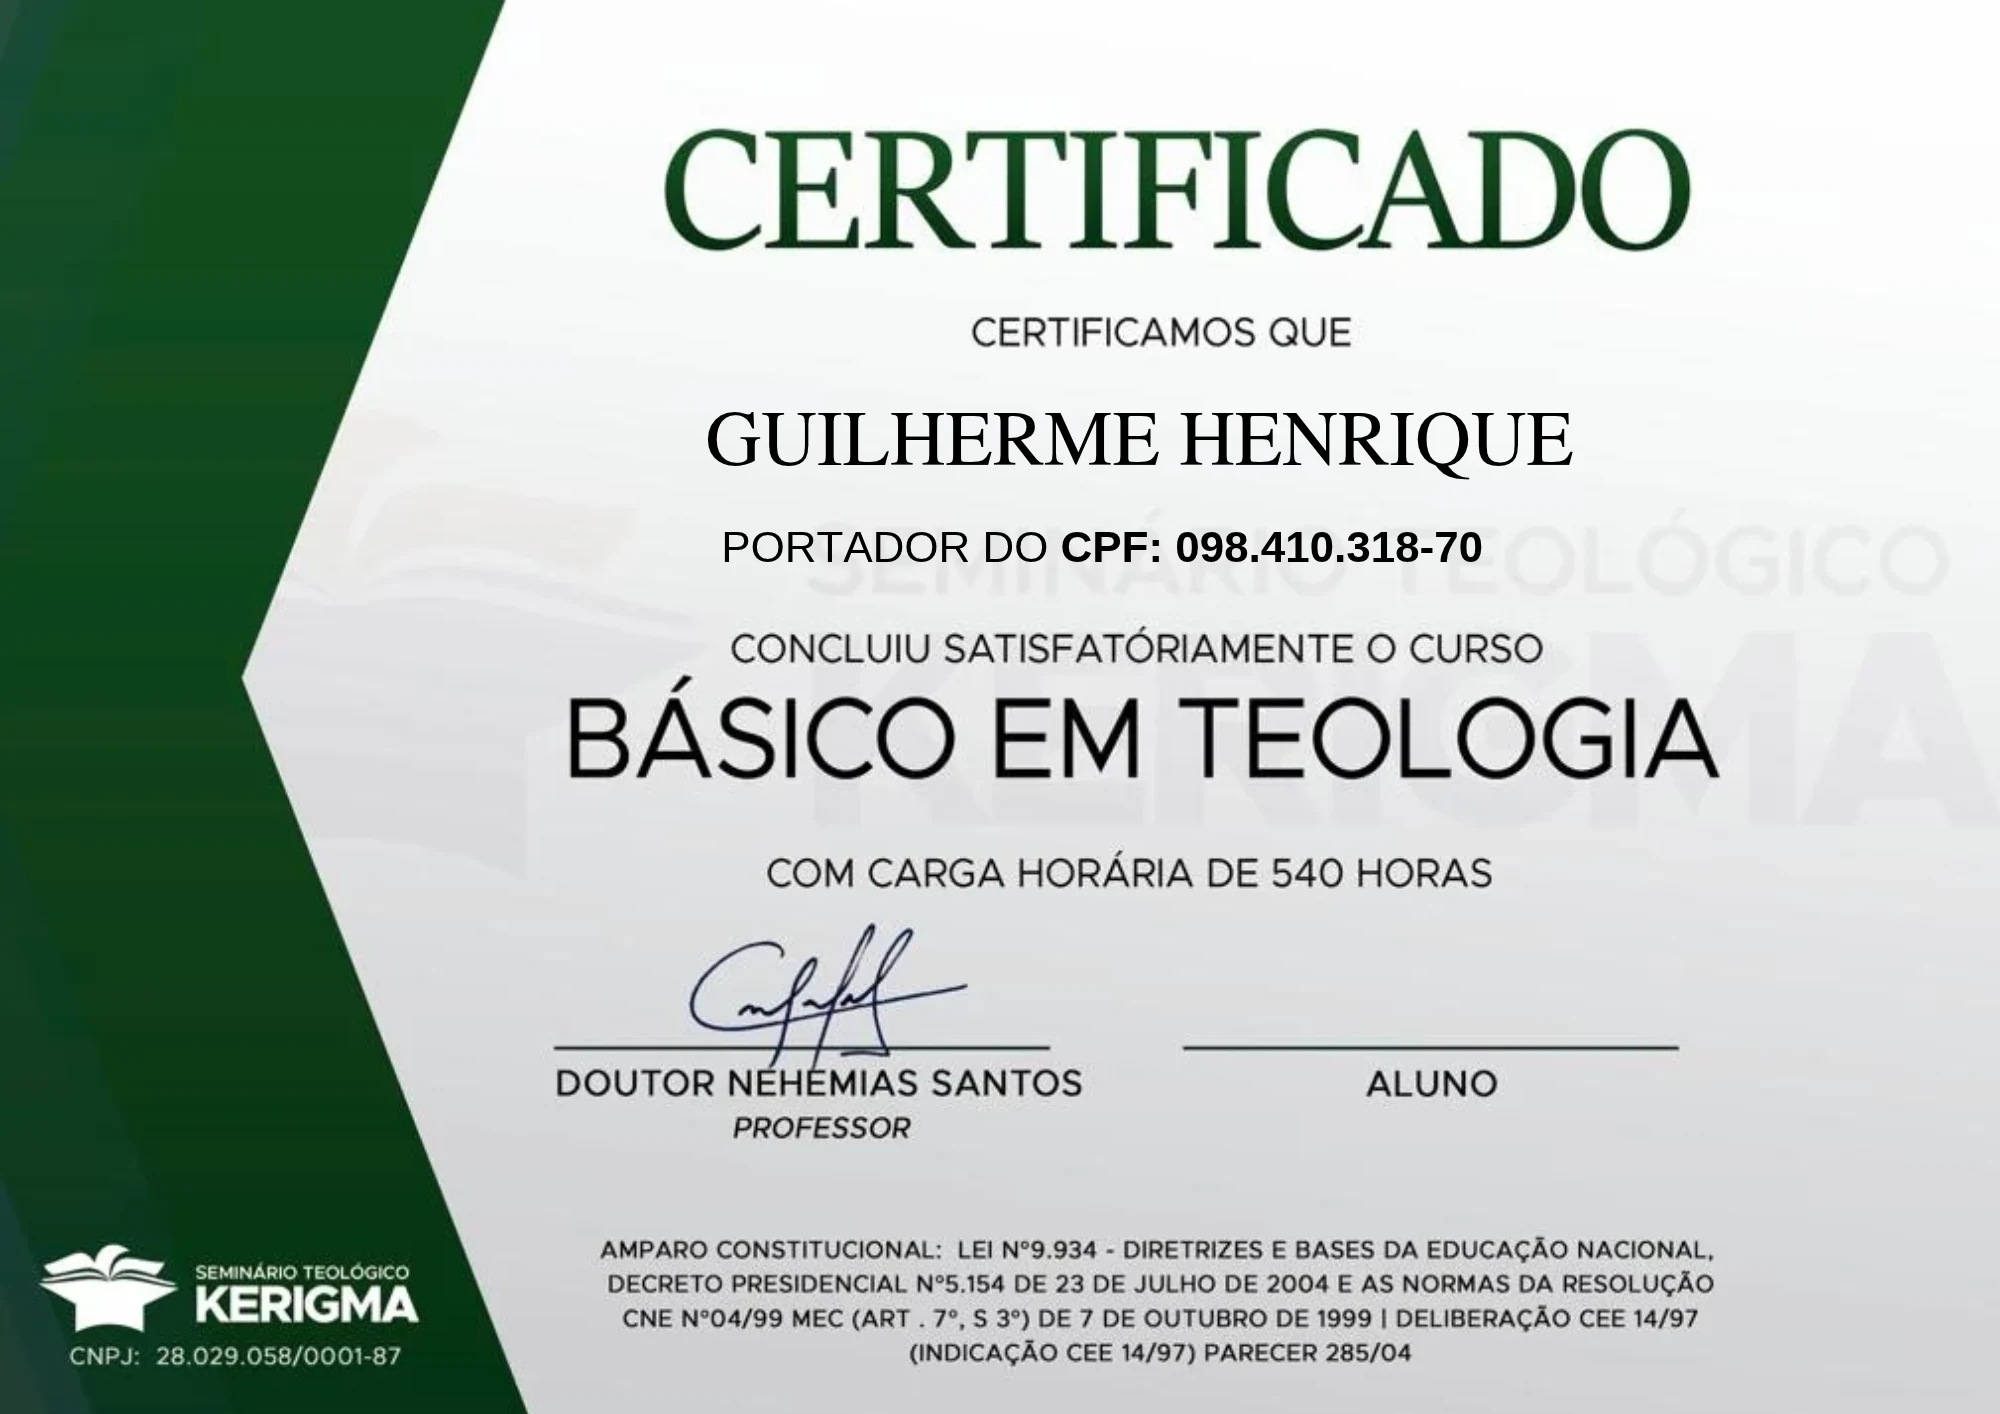 CERTIFICADO
CERTIFICAMOS QUE
GUILHERME HENRIQUE
PORTADOR DO CPF: 098.410.318-70
SEMINÁRIO TEOLÓGICO
KERIGMA
CONCLUIU SATISFATÓRIAMENTE O CURSO
BÁSICO EM TEOLOGIA
COM CARGA HORÁRIA DE 540 HORAS
DOUTOR NEHEMIAS SANTOS
PROFESSOR
ALUNO
AMPARO CONSTITUCIONAL: LEI Nº9.934 - DIRETRIZES E BASES DA EDUCAÇÃO NACIONAL,
DECRETO PRESIDENCIAL Nº5.154 DE 23 DE JULHO DE 2004 E AS NORMAS DA RESOLUÇÃO
CNE Nº04/99 MEC (ART . 7º, S 3º) DE 7 DE OUTUBRO DE 1999 | DELIBERAÇÃO CEE 14/97
(INDICAÇÃO CEE 14/97) PARECER 285/04
SEMINÁRIO TEOLÓGICO
KERIGMA
CNPJ: 28.029.058/0001-87